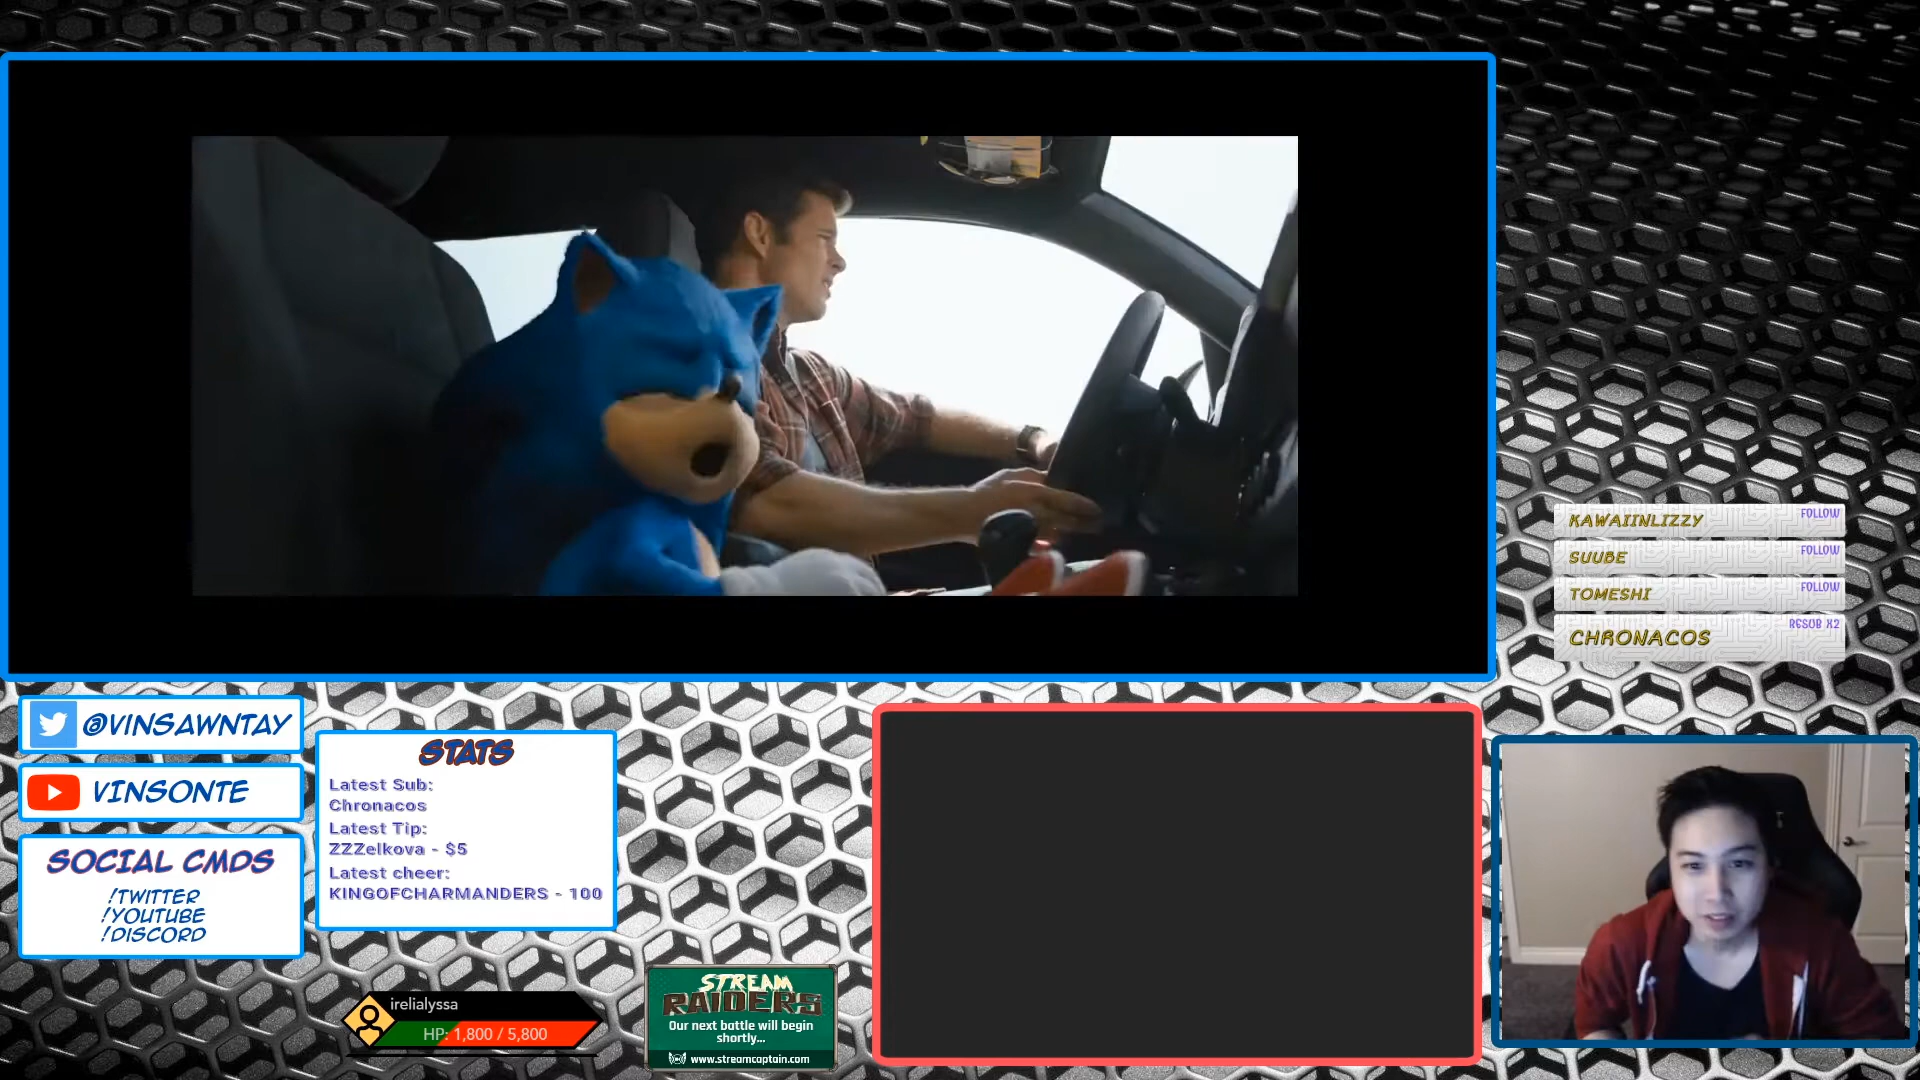 KAWAIINLIZZY
FOLLOW
SUUBE
FOLLOW
TOMESHI
FOLLOW
CHRONACOS
RESUB X2
@VINSAWNTAY
VINSONTE
SOCIAL CMDS
!TWITTER
!YOUTUBE
!DISCORD
STATS
Latest Sub:
Chronacos
Latest Tip:
ZZZelkova - $5
Latest cheer:
KINGOFCHARMANDERS - 100
irelialyssa
HP: 1,800 / 5,800
STREAM
RAIDERS
Our next battle will begin
shortly...
www.streamcaptain.com